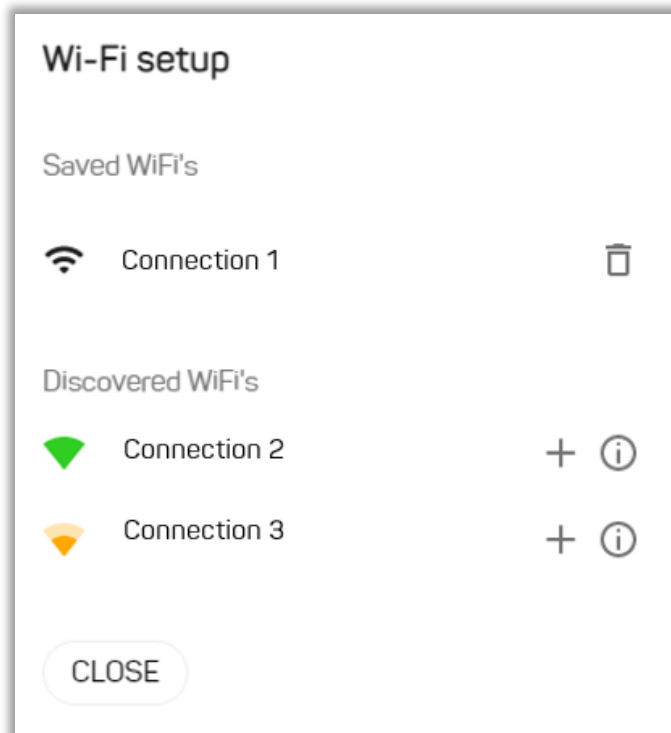 Wi-Fi setup
Saved WiFi's
Connection 1
Discovered WiFi's
Connection 2
Connection 3
CLOSE